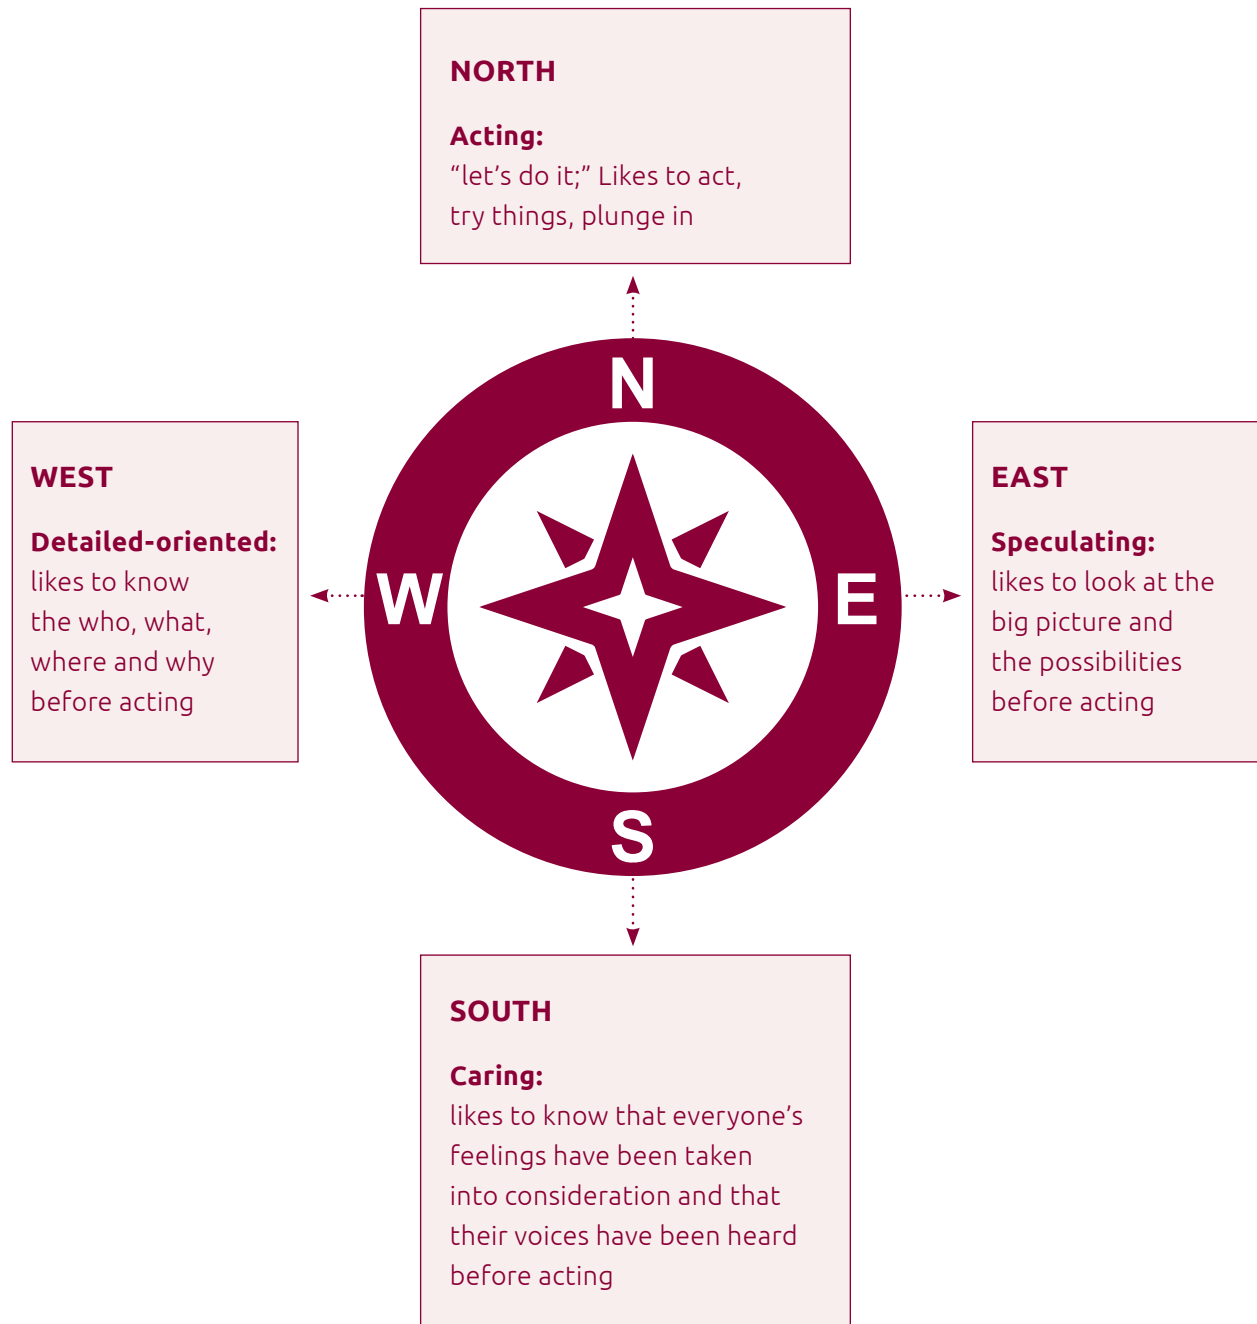 NORTH
Acting:
“let’s do it;” Likes to act,
try things, plunge in
N
WEST
Detailed-oriented:
likes to know
the who, what,
where and why
before acting
W
E
EAST
Speculating:
likes to look at the
big picture and
the possibilities
before acting
S
SOUTH
Caring:
likes to know that everyone’s
feelings have been taken
into consideration and that
their voices have been heard
before acting